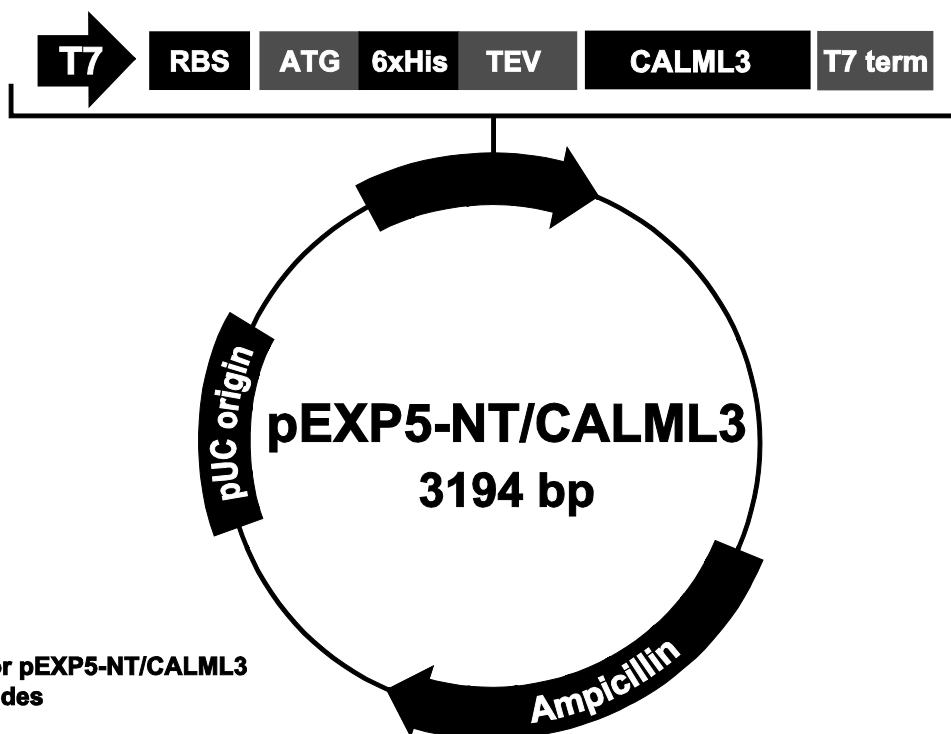 T7 RBS ATG 6xHis TEV CALML3 T7 term
pUC origin
pEXP5-NT/CALML3
3194 bp
Ampicillin
pEXP5-NT/CALML3